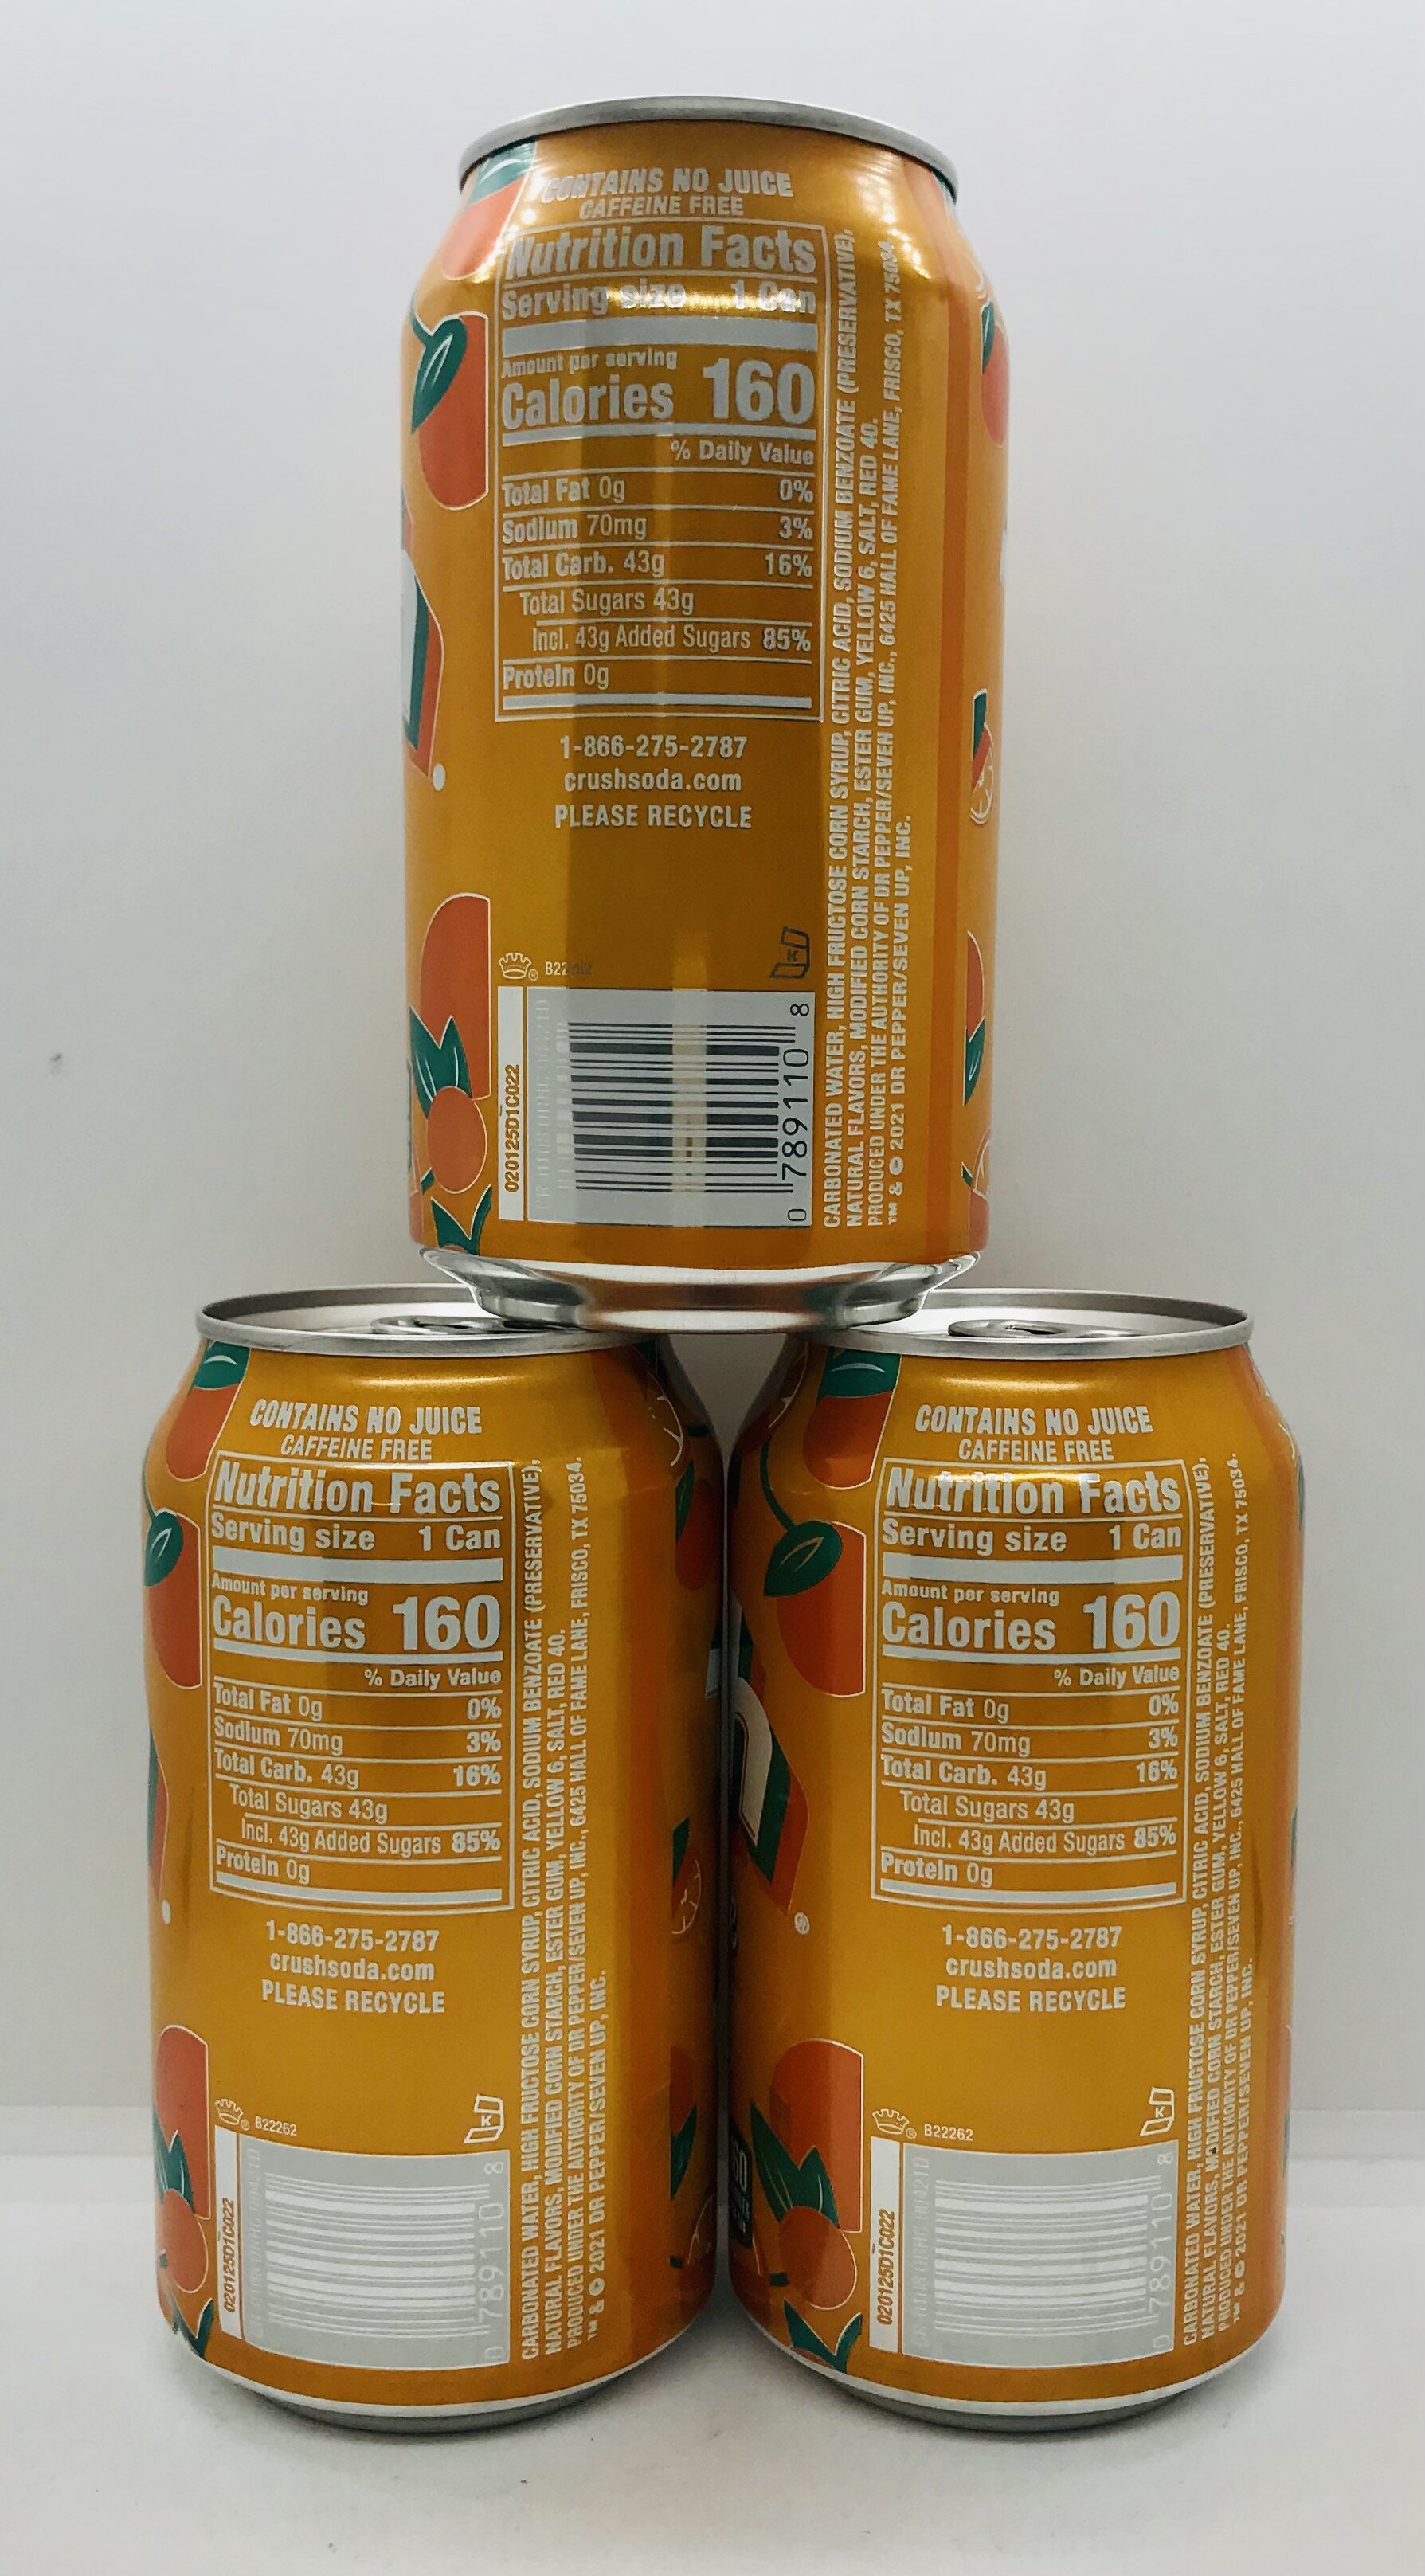 CONTAINS NO JUICE
CAFFEINE FREE
Nutrition Facts
Serving size 1 Can
Amount per serving
Calories 160
% Daily Value
Total Fat 0g 0%
Sodium 70mg 3%
Total Carb. 43g 16%
Total Sugars 43g
Incl. 43g Added Sugars 85%
Protein 0g
1-866-275-2787
crushsoda.com
PLEASE RECYCLE
K
020125D1C022
0 789110 8
CARBONATED WATER, HIGH FRUCTOSE CORN SYRUP, CITRIC ACID, SODIUM BENZOATE (PRESERVATIVE),
NATURAL FLAVORS, MODIFIED CORN STARCH, ESTER GUM, YELLOW 6, SALT, RED 40.
PRODUCED UNDER THE AUTHORITY OF DR PEPPER/SEVEN UP, INC., 6425 HALL OF FAME LANE, FRISCO, TX 75034.
™ & © 2021 DR PEPPER/SEVEN UP, INC.
CONTAINS NO JUICE
CAFFEINE FREE
Nutrition Facts
Serving size 1 Can
Amount per serving
Calories 160
% Daily Value
Total Fat 0g 0%
Sodium 70mg 3%
Total Carb. 43g 16%
Total Sugars 43g
Incl. 43g Added Sugars 85%
Protein 0g
1-866-275-2787
crushsoda.com
PLEASE RECYCLE
® B22262
K
020125D1C022
0 789110 8
CARBONATED WATER, HIGH FRUCTOSE CORN SYRUP, CITRIC ACID, SODIUM BENZOATE (PRESERVATIVE),
NATURAL FLAVORS, MODIFIED CORN STARCH, ESTER GUM, YELLOW 6, SALT, RED 40.
PRODUCED UNDER THE AUTHORITY OF DR PEPPER/SEVEN UP, INC., 6425 HALL OF FAME LANE, FRISCO, TX 75034.
™ & © 2021 DR PEPPER/SEVEN UP, INC.
CONTAINS NO JUICE
CAFFEINE FREE
Nutrition Facts
Serving size 1 Can
Amount per serving
Calories 160
% Daily Value
Total Fat 0g 0%
Sodium 70mg 3%
Total Carb. 43g 16%
Total Sugars 43g
Incl. 43g Added Sugars 85%
Protein 0g
1-866-275-2787
crushsoda.com
PLEASE RECYCLE
® B22262
K
020125D1C022
0 789110 8
CARBONATED WATER, HIGH FRUCTOSE CORN SYRUP, CITRIC ACID, SODIUM BENZOATE (PRESERVATIVE),
NATURAL FLAVORS, MODIFIED CORN STARCH, ESTER GUM, YELLOW 6, SALT, RED 40.
PRODUCED UNDER THE AUTHORITY OF DR PEPPER/SEVEN UP, INC., 6425 HALL OF FAME LANE, FRISCO, TX 75034.
™ & © 2021 DR PEPPER/SEVEN UP, INC.